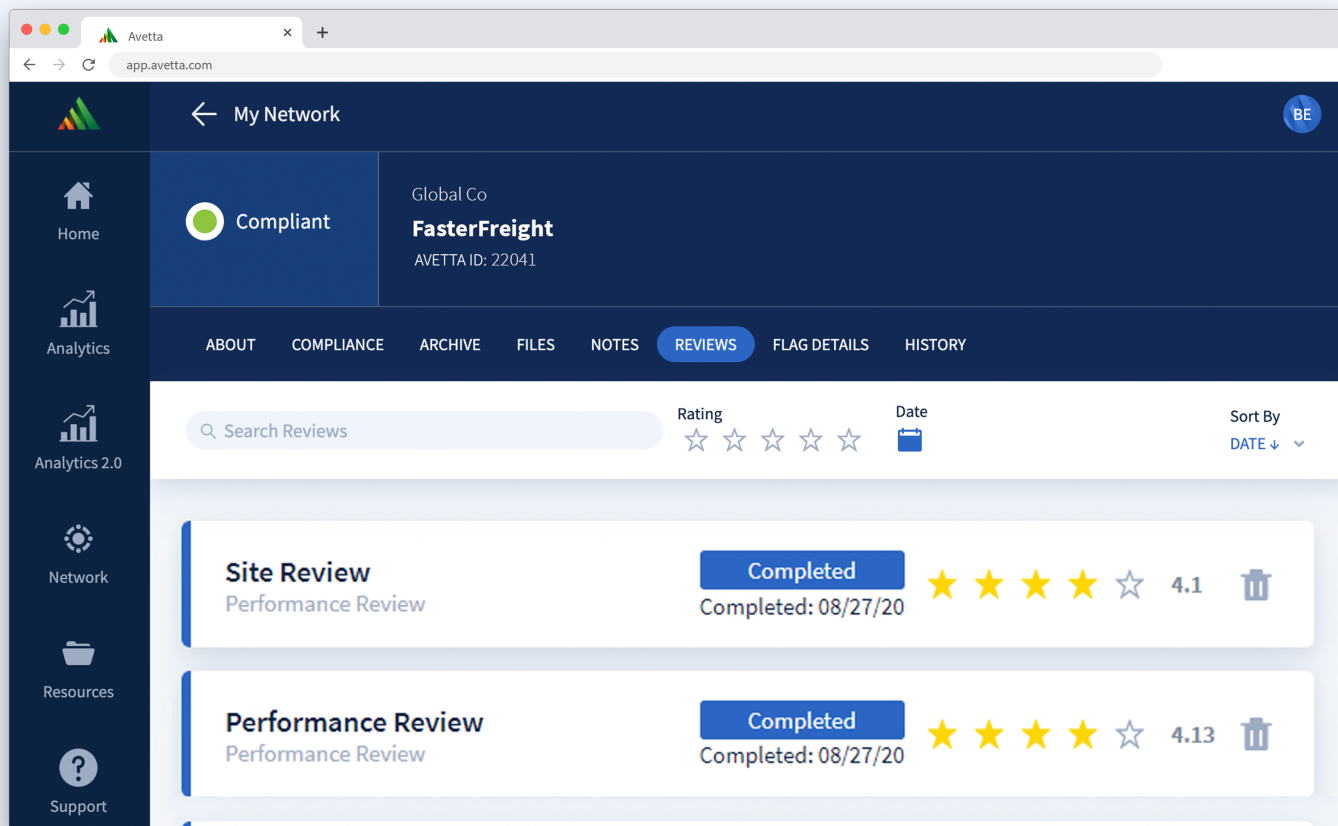 Avetta
app.avetta.com
My Network
BE
Home
Analytics
Analytics 2.0
Network
Resources
Support
Compliant
Global Co
FasterFreight
AVETTA ID: 22041
ABOUT COMPLIANCE ARCHIVE FILES NOTES REVIEWS FLAG DETAILS HISTORY
Search Reviews
Rating
Date
Sort By
DATE ↓
Site Review
Performance Review
Completed
Completed: 08/27/20
4.1
Performance Review
Performance Review
Completed
Completed: 08/27/20
4.13